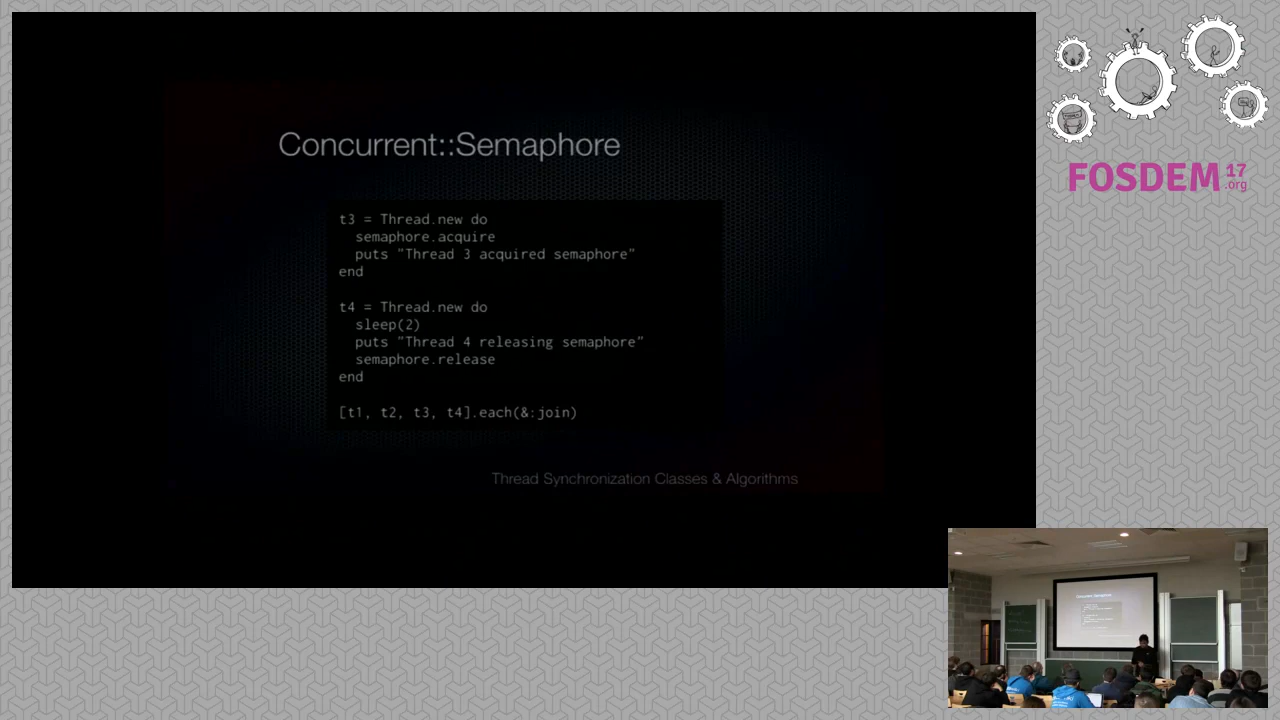 Concurrent::Semaphore
t3 = Thread.new do
semaphore.acquire
puts "Thread 3 acquired semaphore"
end
t4 = Thread.new do
sleep(2)
puts "Thread 4 releasing semaphore"
semaphore.release
end
[t1, t2, t3, t4].each(&:join)
Thread Synchronization Classes & Algorithms
FOSDEM 17
.org
Concurrent::Semaphore